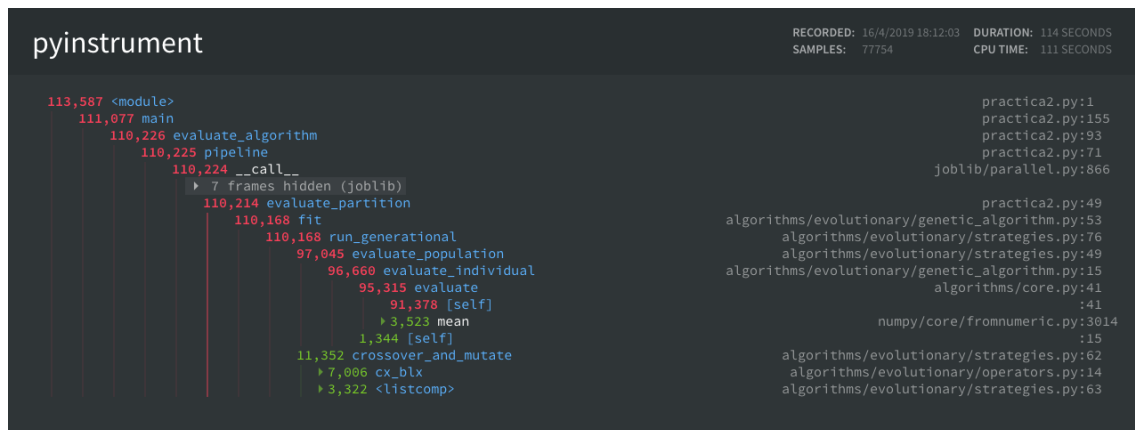 pyinstrument
RECORDED: 16/4/2019 18:12:03 DURATION: 114 SECONDS
SAMPLES: 77754 CPU TIME: 111 SECONDS
113,587 <module> practica2.py:1
111,077 main practica2.py:155
110,226 evaluate_algorithm practica2.py:93
110,225 pipeline practica2.py:71
110,224 __call__ joblib/parallel.py:866
7 frames hidden (joblib)
110,214 evaluate_partition practica2.py:49
110,168 fit algorithms/evolutionary/genetic_algorithm.py:53
110,168 run_generational algorithms/evolutionary/strategies.py:76
97,045 evaluate_population algorithms/evolutionary/strategies.py:49
96,660 evaluate_individual algorithms/evolutionary/genetic_algorithm.py:15
95,315 evaluate algorithms/core.py:41
91,378 [self] :41
3,523 mean numpy/core/fromnumeric.py:3014
1,344 [self] :15
11,352 crossover_and_mutate algorithms/evolutionary/strategies.py:62
7,006 cx_blx algorithms/evolutionary/operators.py:14
3,322 <listcomp> algorithms/evolutionary/strategies.py:63